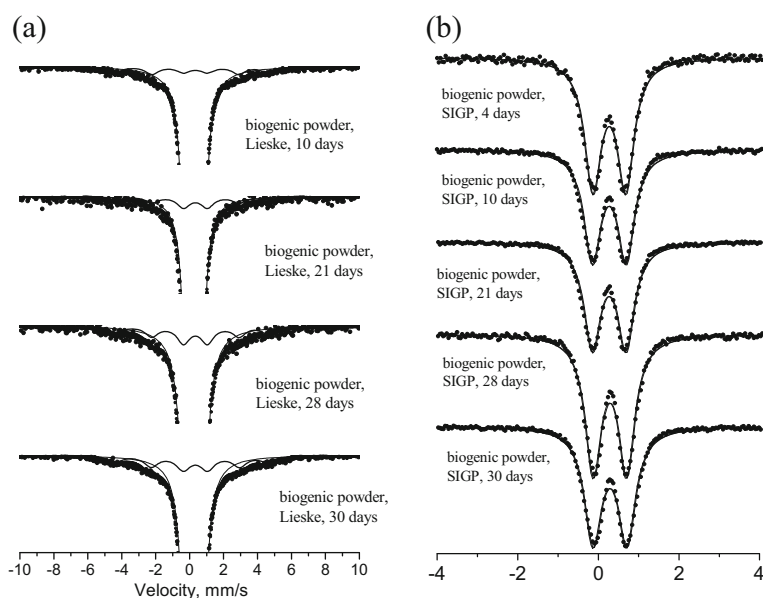 (a)
biogenic powder,
Lieske, 10 days
biogenic powder,
Lieske, 21 days
biogenic powder,
Lieske, 28 days
biogenic powder,
Lieske, 30 days
-10 -8 -6 -4 -2 0 2 4 6 8 10
Velocity, mm/s
(b)
biogenic powder,
SIGP, 4 days
biogenic powder,
SIGP, 10 days
biogenic powder,
SIGP, 21 days
biogenic powder,
SIGP, 28 days
biogenic powder,
SIGP, 30 days
-4 -2 0 2 4